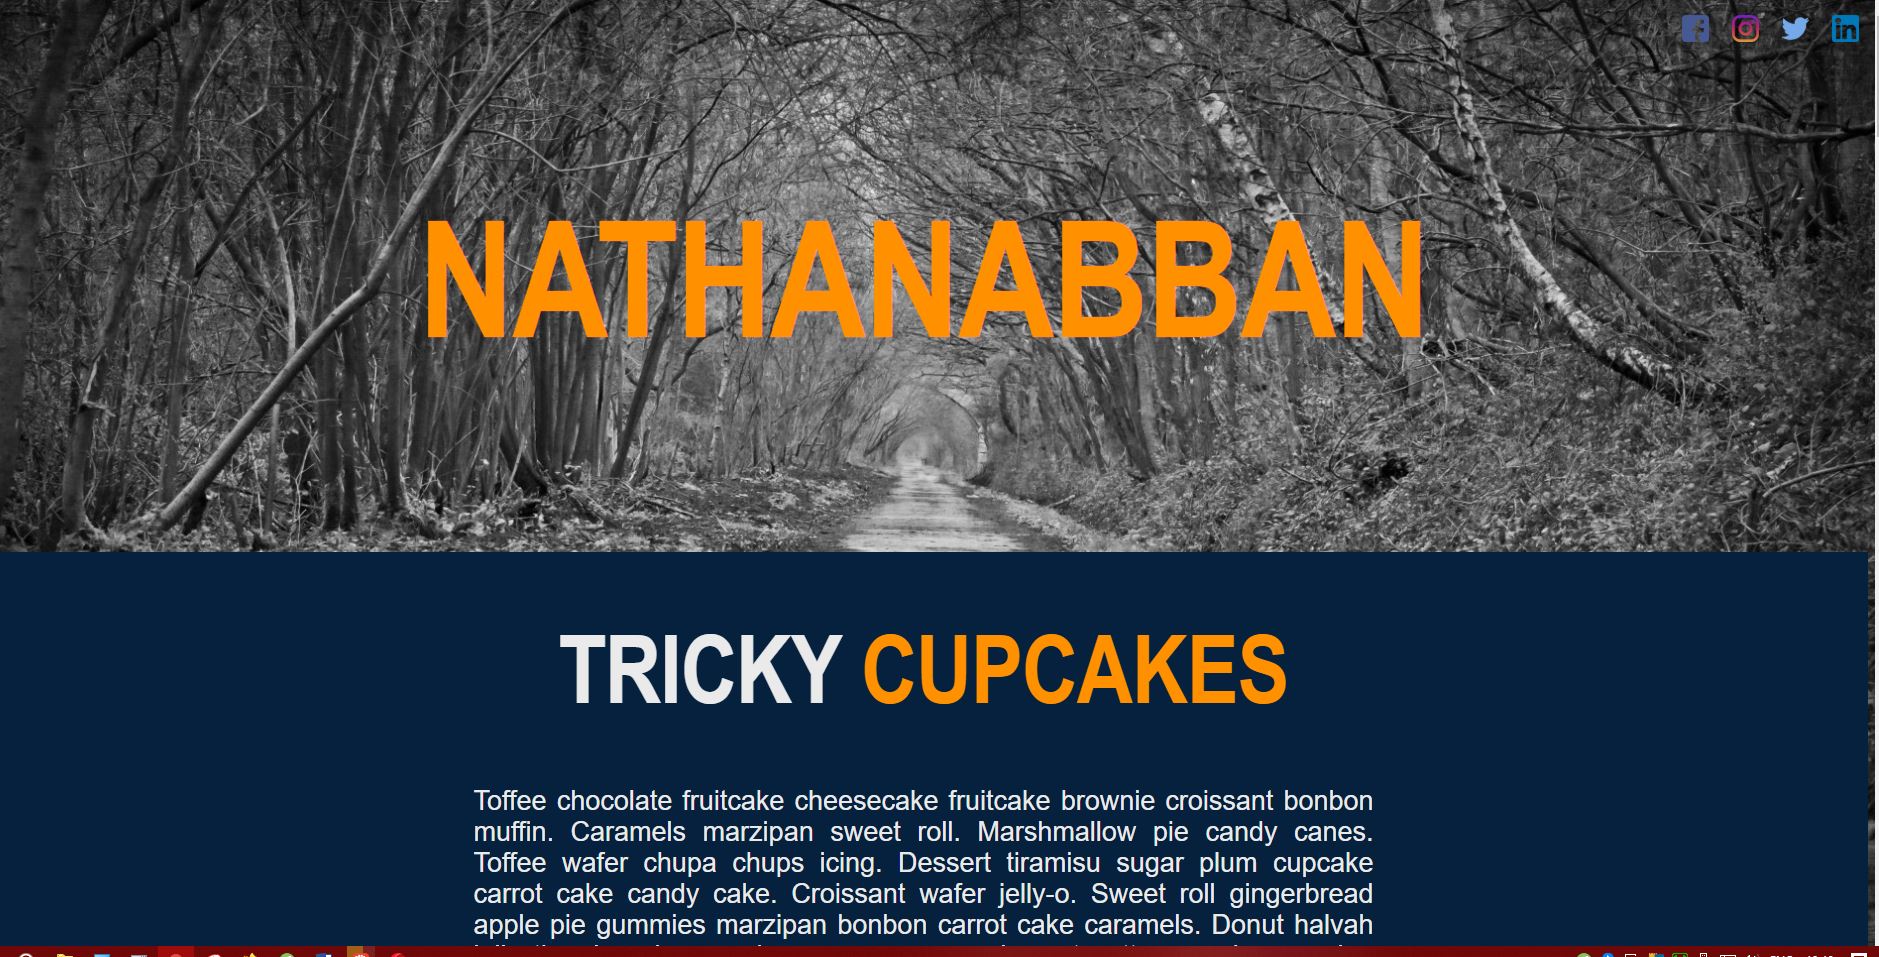 NATHANABBAN
TRICKY CUPCAKES
Toffee chocolate fruitcake cheesecake fruitcake brownie croissant bonbon
muffin. Caramels marzipan sweet roll. Marshmallow pie candy canes.
Toffee wafer chupa chups icing. Dessert tiramisu sugar plum cupcake
carrot cake candy cake. Croissant wafer jelly-o. Sweet roll gingerbread
apple pie gummies marzipan bonbon carrot cake caramels. Donut halvah